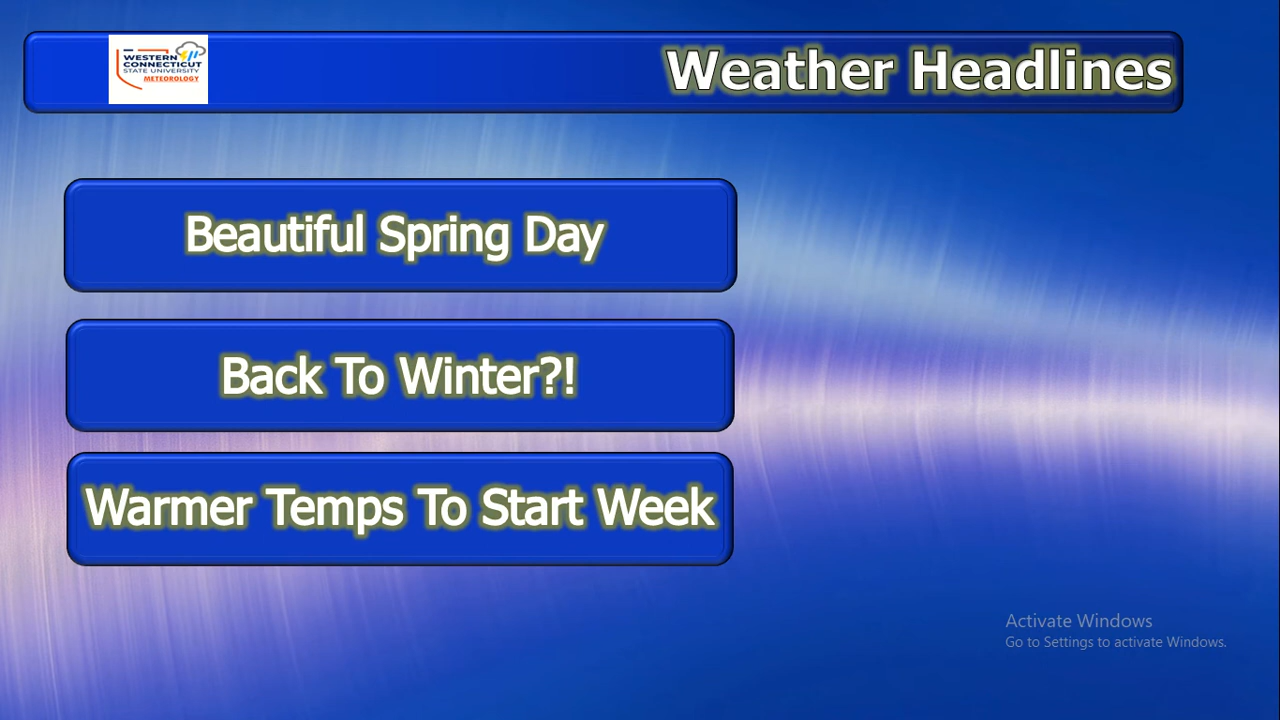 WESTERN
CONNECTICUT
STATE UNIVERSITY
METEOROLOGY
Weather Headlines
Beautiful Spring Day
Back To Winter?!
Warmer Temps To Start Week
Activate Windows
Go to Settings to activate Windows.